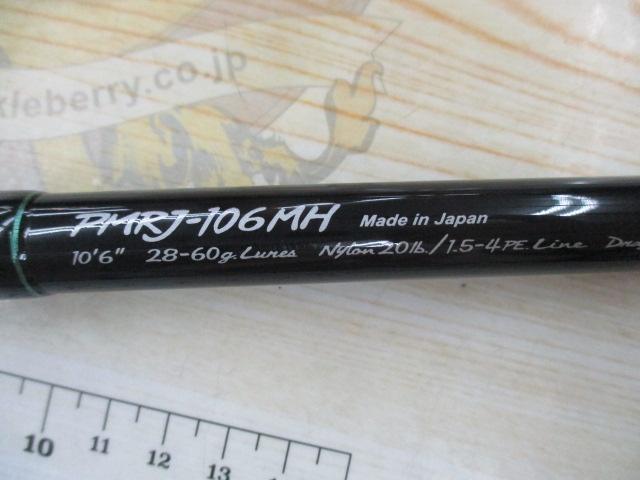 kleberry.co.jp
PMRJ-106MH Made in Japan
10'6" 28-60g.Lures Nylon 20lb./1.5-4PE.Line
10 11 12 13